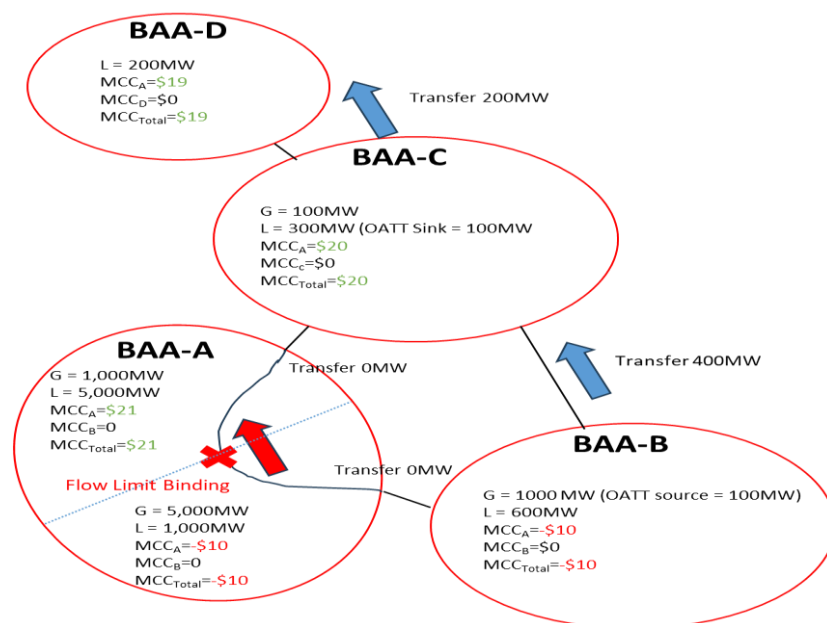 BAA-D
L = 200MW
MCCA=$19
MCCD=$0
MCCTotal=$19
Transfer 200MW
BAA-C
G = 100MW
L = 300MW (OATT Sink = 100MW
MCCA=$20
MCCc=$0
MCCTotal=$20
BAA-A
G = 1,000MW
L = 5,000MW
MCCA=$21
MCCB=0
MCCTotal=$21
Transfer 0MW
Transfer 400MW
Flow Limit Binding
Transfer 0MW
G = 5,000MW
L = 1,000MW
MCCA=-$10
MCCB=0
MCCTotal=-$10
BAA-B
G = 1000 MW (OATT source = 100MW)
L = 600MW
MCCA=-$10
MCCB=$0
MCCTotal=-$10